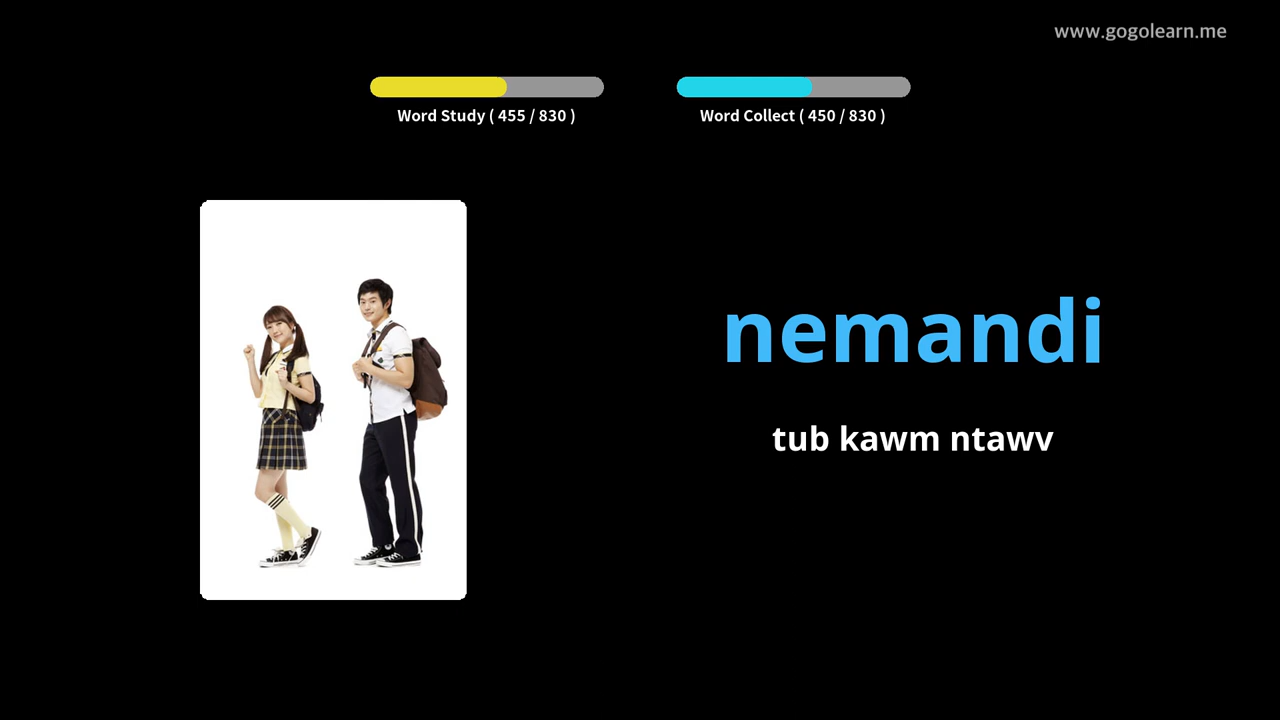 www.gogolearn.me
Word Study ( 455 / 830 )
Word Collect ( 450 / 830 )
nemandi
tub kawm ntawv